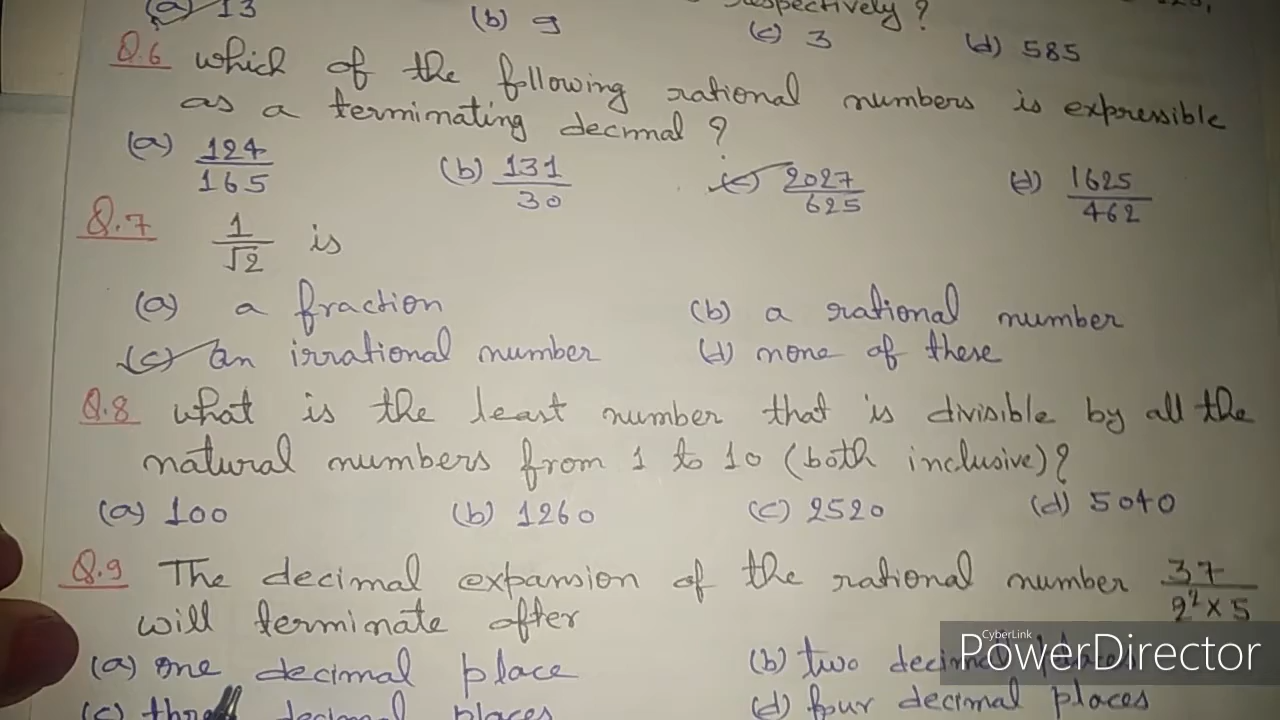 (a) 13 (b) 9 (c) 3 (d) 585
Q.6 which of the following rational numbers is expressible
as a terminating decmal ?
(a) 124/165 (b) 131/30 (c) 2027/625 (d) 1625/462
Q.7 1/√2 is
(a) a fraction (b) a rational number
(c) an irrational number (d) none of these
Q.8 what is the least number that is divisible by all the
natural numbers from 1 to 10 (both inclusive)?
(a) 100 (b) 1260 (c) 2520 (d) 5040
Q.9 The decimal expansion of the rational number 37/2²×5
will terminate after
(a) one decimal place (b) two decimal places
(c) three decimal places (d) four decimal places
CyberLink
PowerDirector